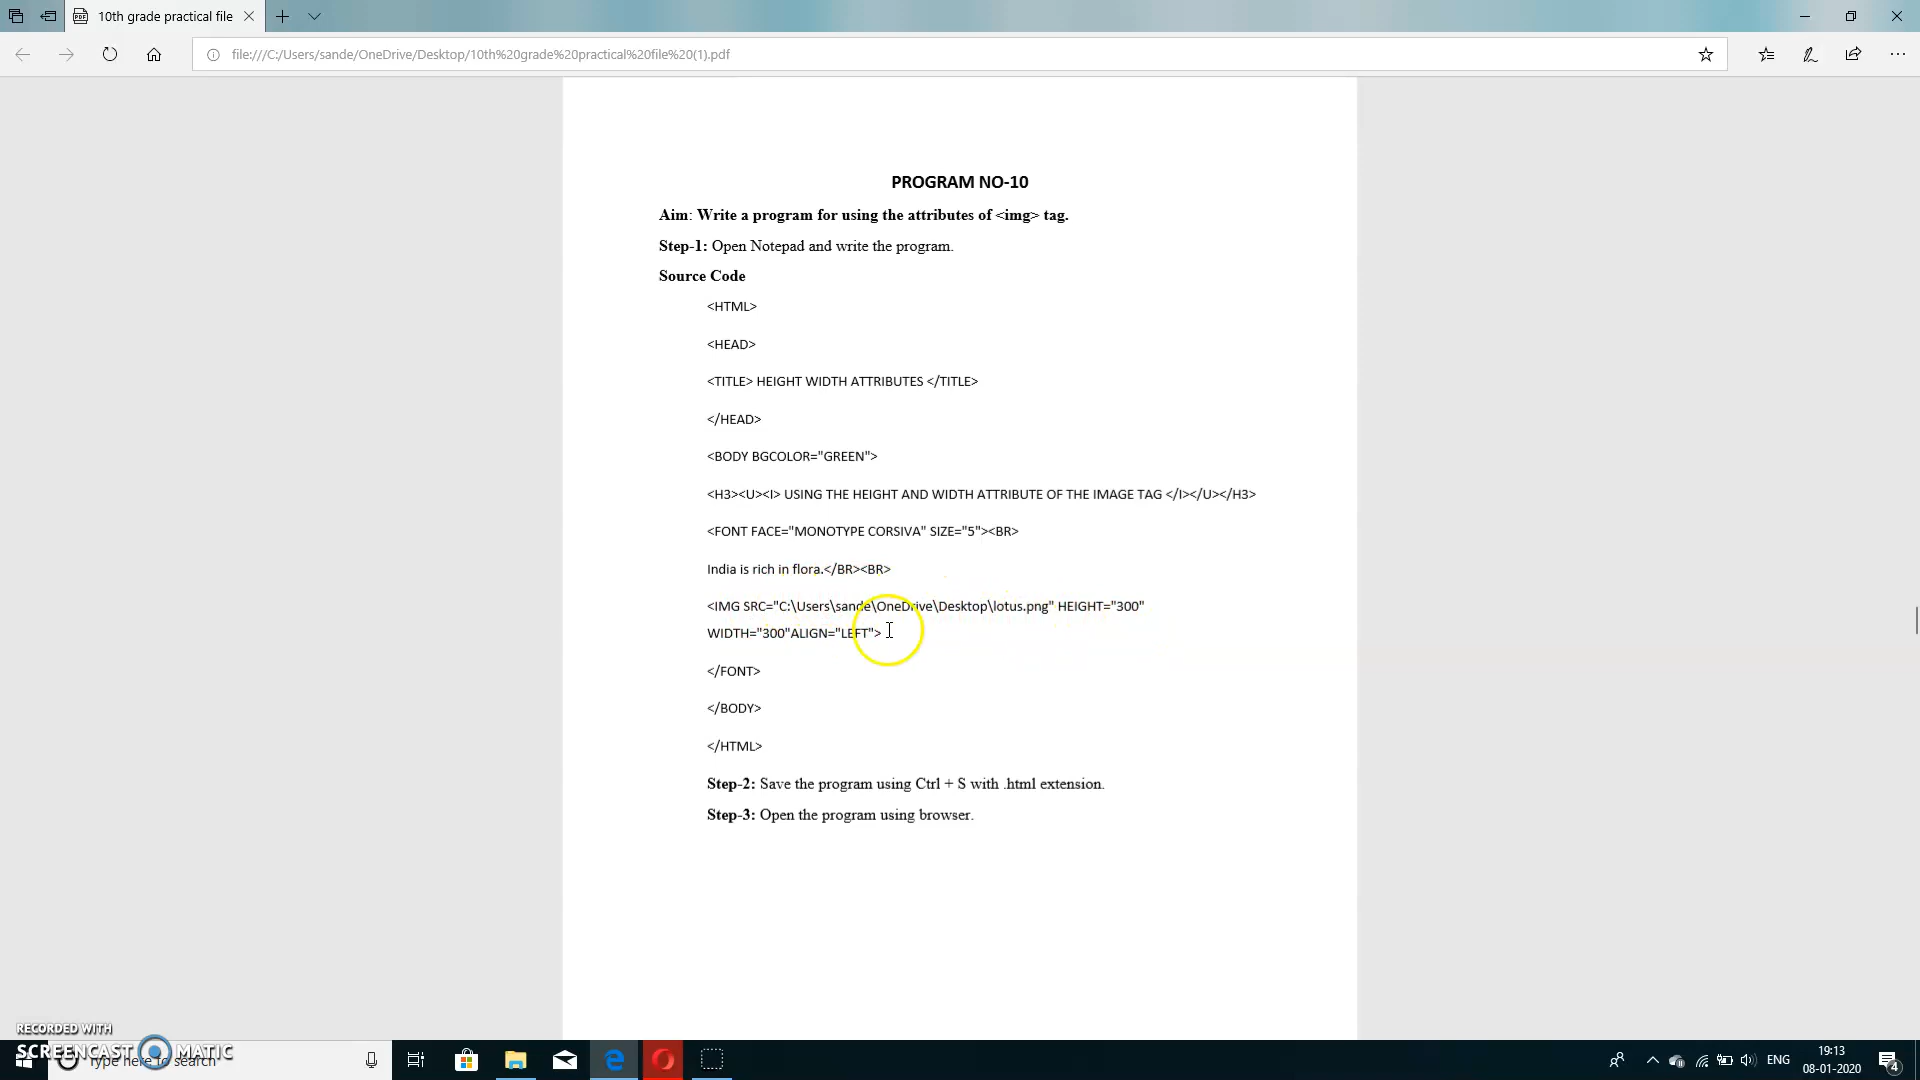 10th grade practical file
file:///C:/Users/sande/OneDrive/Desktop/10th%20grade%20practical%20file%20(1).pdf
PROGRAM NO-10
Aim: Write a program for using the attributes of <img> tag.
Step-1: Open Notepad and write the program.
Source Code
<HTML>
<HEAD>
<TITLE> HEIGHT WIDTH ATTRIBUTES </TITLE>
</HEAD>
<BODY BGCOLOR="GREEN">
<H3><U><I> USING THE HEIGHT AND WIDTH ATTRIBUTE OF THE IMAGE TAG </I></U></H3>
<FONT FACE="MONOTYPE CORSIVA" SIZE="5"><BR>
India is rich in flora.</BR><BR>
<IMG SRC="C:\Users\sande\OneDrive\Desktop\lotus.png" HEIGHT="300"
WIDTH="300"ALIGN="LEFT">
</FONT>
</BODY>
</HTML>
Step-2: Save the program using Ctrl + S with .html extension.
Step-3: Open the program using browser.
RECORDED WITH
SCREENCAST MATIC
Type here to search
ENG
19:13
08-01-2020
4